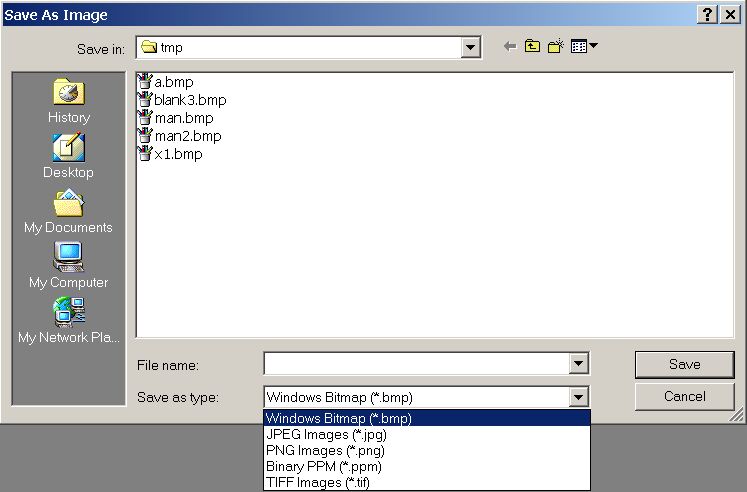 Save As Image
Save in: tmp
a.bmp
blank3.bmp
man.bmp
man2.bmp
x1.bmp
History
Desktop
My Documents
My Computer
My Network Pla...
File name:
Save
Save as type: Windows Bitmap (*.bmp)
Cancel
Windows Bitmap (*.bmp)
JPEG Images (*.jpg)
PNG Images (*.png)
Binary PPM (*.ppm)
TIFF Images (*.tif)